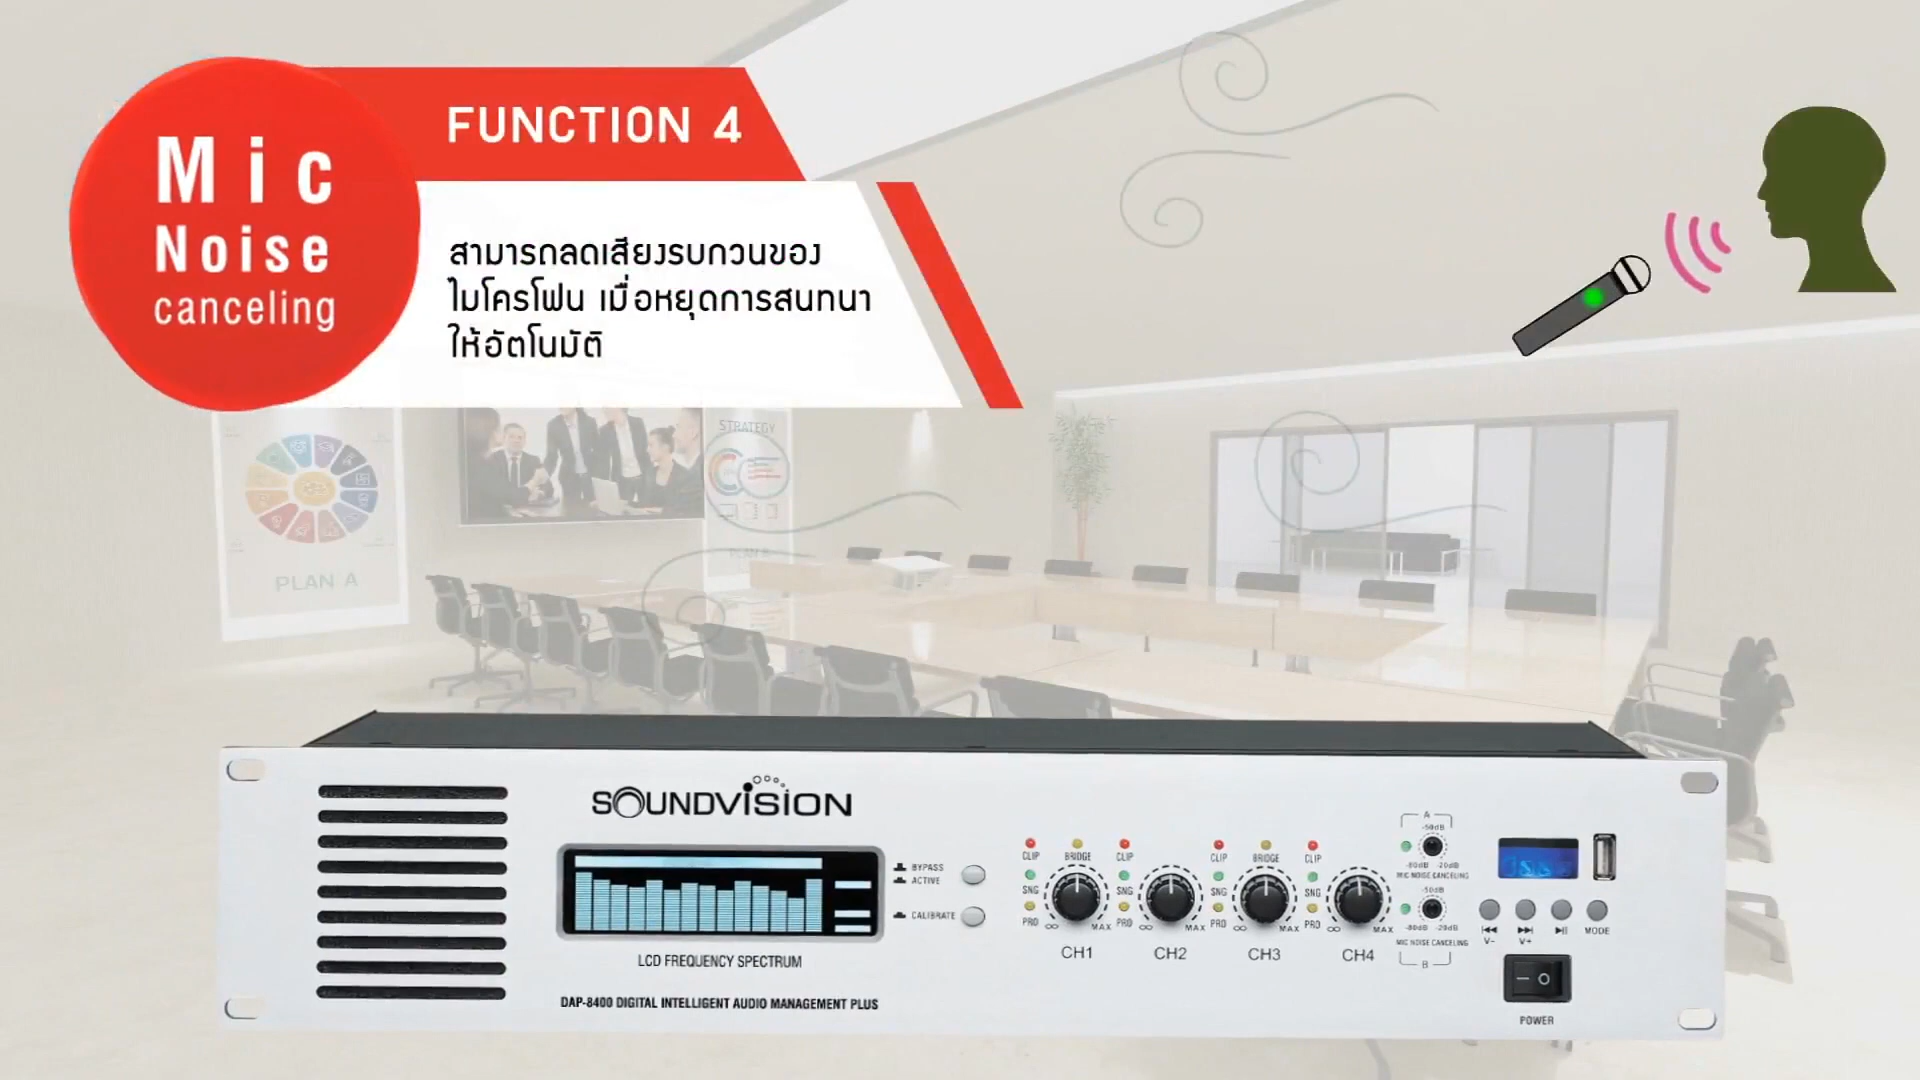 Mic
Noise
canceling
FUNCTION 4
สามารถลดเสียงรบกวนของ
ไมโครโฟน เมื่อหยุดการสนทนา
ให้อัตโนมัติ
STRATEGY
PLAN A
SOUNDVISION
BYPASS
ACTIVE
CALIBRATE
LCD FREQUENCY SPECTRUM
DAP-8400 DIGITAL INTELLIGENT AUDIO MANAGEMENT PLUS
CLIP BRIDGE CLIP CLIP BRIDGE CLIP
SNG SNG SNG SNG
PRO PRO PRO PRO
∞ MAX ∞ MAX ∞ MAX ∞ MAX
CH1 CH2 CH3 CH4
A
-50dB
-80dB -20dB
MIC NOISE CANCELING
-50dB
-80dB -20dB
MIC NOISE CANCELING
B
V- V+ MODE
POWER